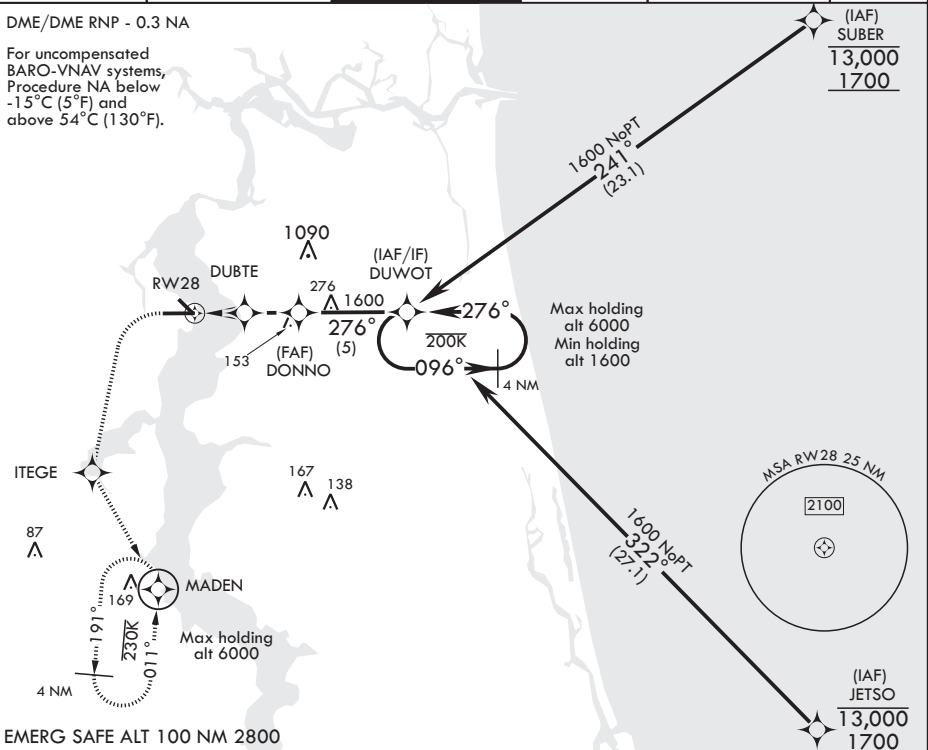 DME/DME RNP - 0.3 NA
For uncompensated
BARO-VNAV systems,
Procedure NA below
-15°C (5°F) and
above 54°C (130°F).
(IAF)
SUBER
13,000
1700
1600 NoPT
241°
(23.1)
1090
(IAF/IF)
DUWOT
DUBTE
RW28
276
1600
276°
(5)
276°
200K
096°
4 NM
Max holding
alt 6000
Min holding
alt 1600
153
(FAF)
DONNO
ITEGE
167
138
MSA RW28 25 NM
2100
87
1600 NoPT
322°
(27.1)
169
MADEN
191°
230K
011°
Max holding
alt 6000
4 NM
(IAF)
JETSO
13,000
1700
EMERG SAFE ALT 100 NM 2800